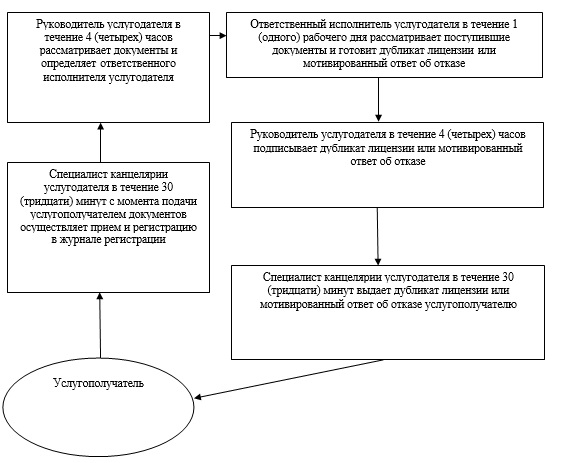 Руководитель услугодателя в
течение 4 (четырех) часов
рассматривает документы и
определяет ответственного
исполнителя услугодателя
Ответственный исполнитель услугодателя в течение 1
(одного) рабочего дня рассматривает поступившие
документы и готовит дубликат лицензии или
мотивированный ответ об отказе
Руководитель услугодателя в течение 4 (четырех) часов
подписывает дубликат лицензии или мотивированный
ответ об отказе
Специалист канцелярии
услугодателя в течение 30
(тридцати) минут с момента подачи
услугополучателем документов
осуществляет прием и регистрацию
в журнале регистрации
Специалист канцелярии услугодателя в течение 30
(тридцати) минут выдает дубликат лицензии или
мотивированный ответ об отказе услугополучателю
Услугополучатель